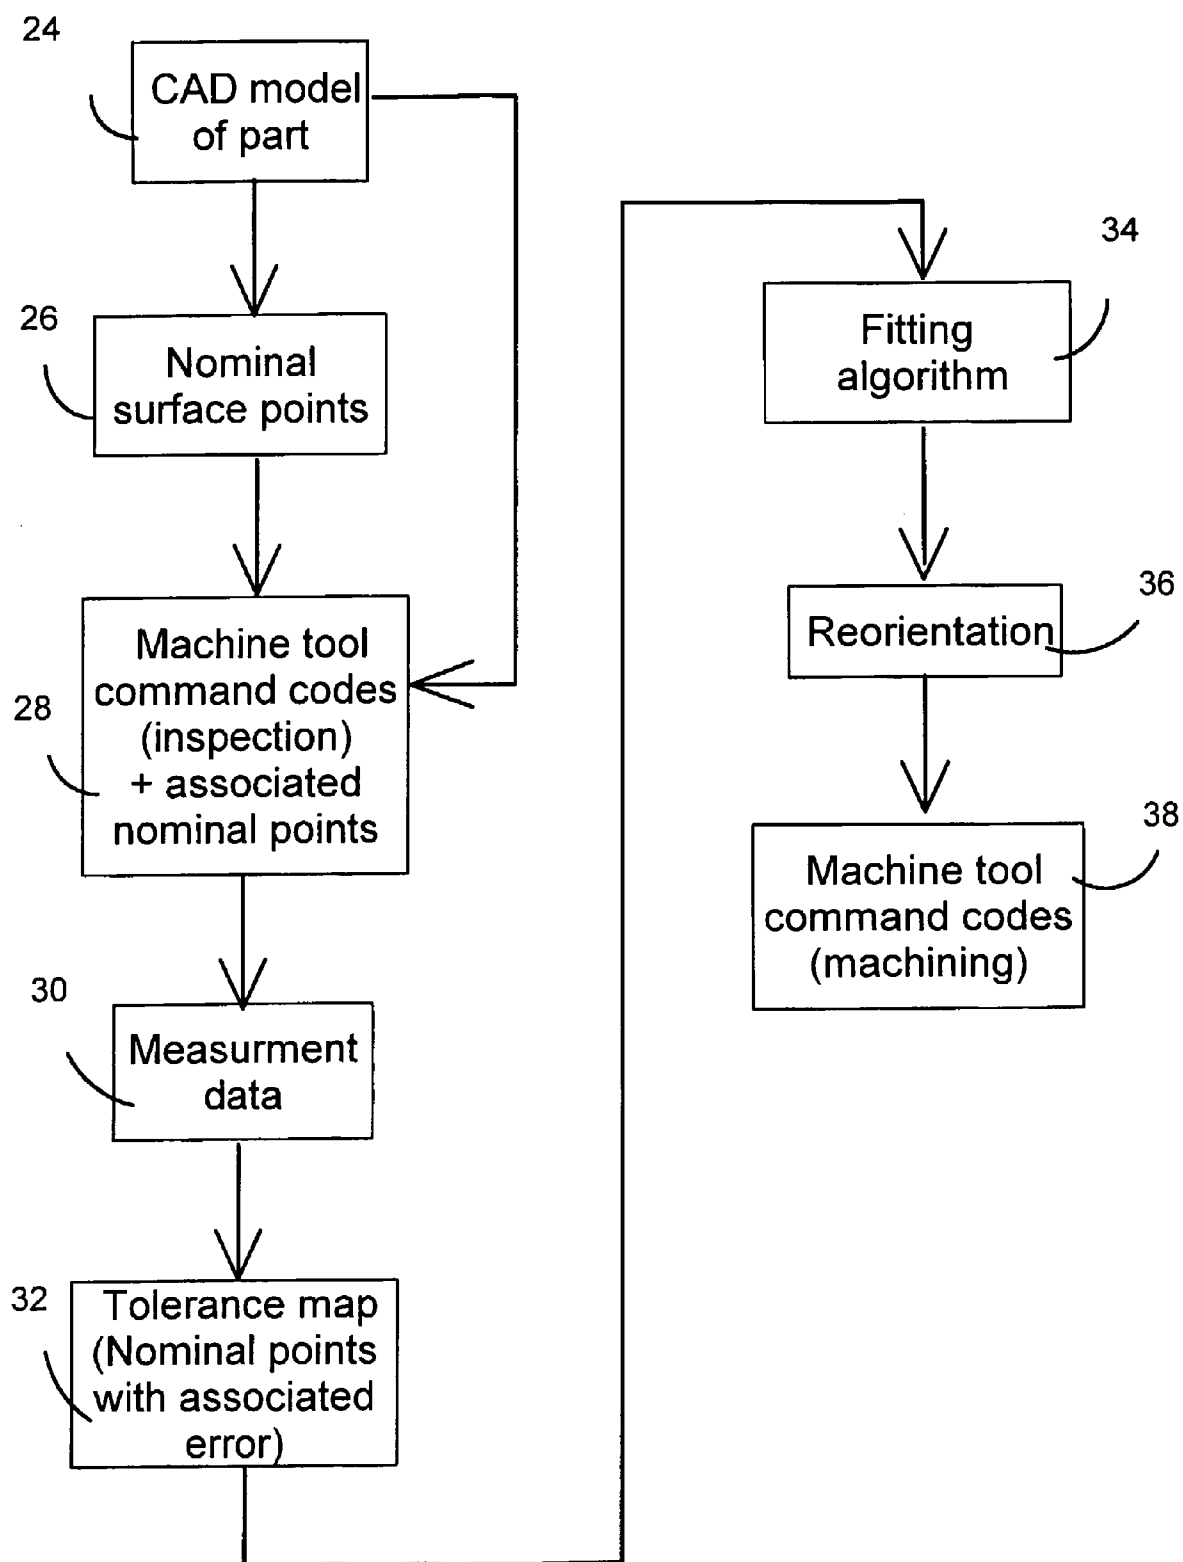 24
CAD model
of part
26
Nominal
surface points
28
Machine tool
command codes
(inspection)
+ associated
nominal points
30
Measurment
data
32
Tolerance map
(Nominal points
with associated
error)
34
Fitting
algorithm
36
Reorientation
38
Machine tool
command codes
(machining)